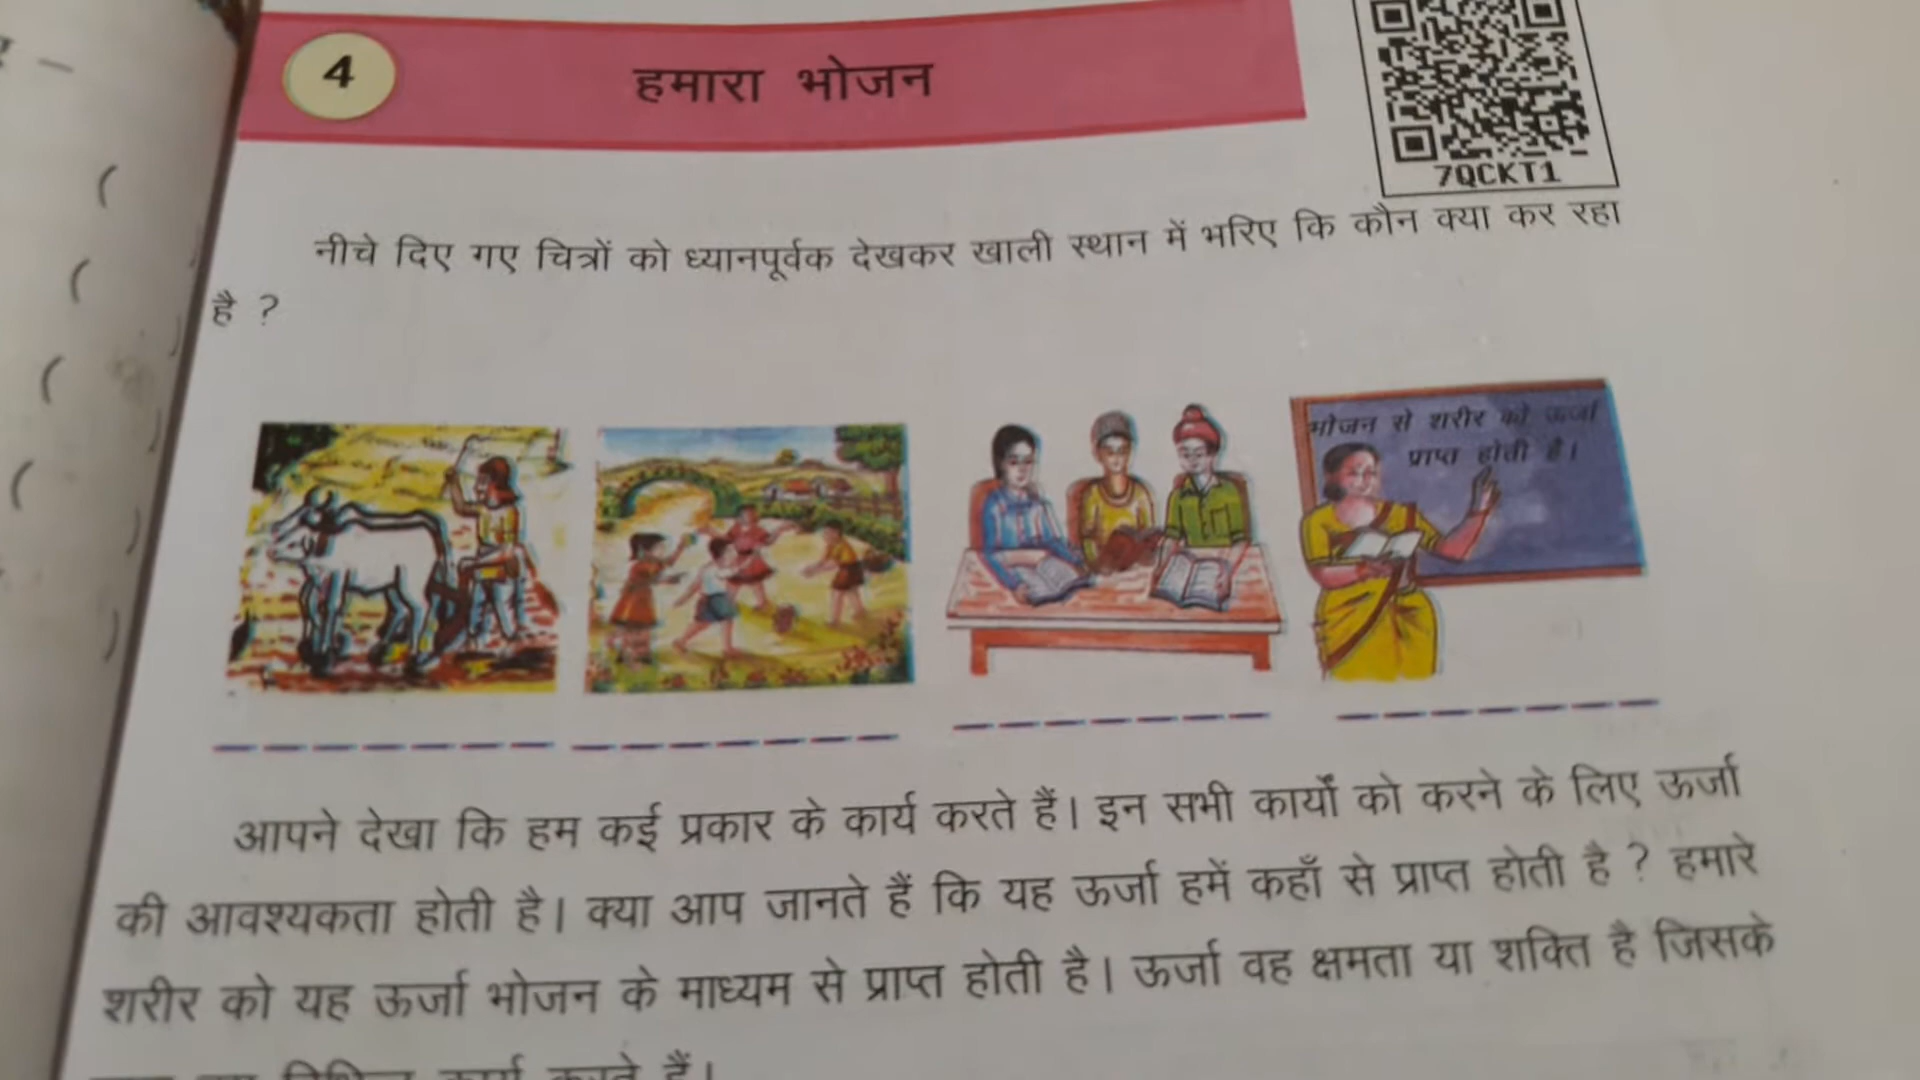 4
हमारा भोजन
7QCKT1
नीचे दिए गए चित्रों को ध्यानपूर्वक देखकर खाली स्थान में भरिए कि कौन क्या कर रहा
है ?
भोजन से शरीर को ऊर्जा
प्राप्त होती है।
आपने देखा कि हम कई प्रकार के कार्य करते हैं। इन सभी कार्यों को करने के लिए ऊर्जा
की आवश्यकता होती है। क्या आप जानते हैं कि यह ऊर्जा हमें कहाँ से प्राप्त होती है ? हमारे
शरीर को यह ऊर्जा भोजन के माध्यम से प्राप्त होती है। ऊर्जा वह क्षमता या शक्ति है जिसके
कार्य करते हैं।